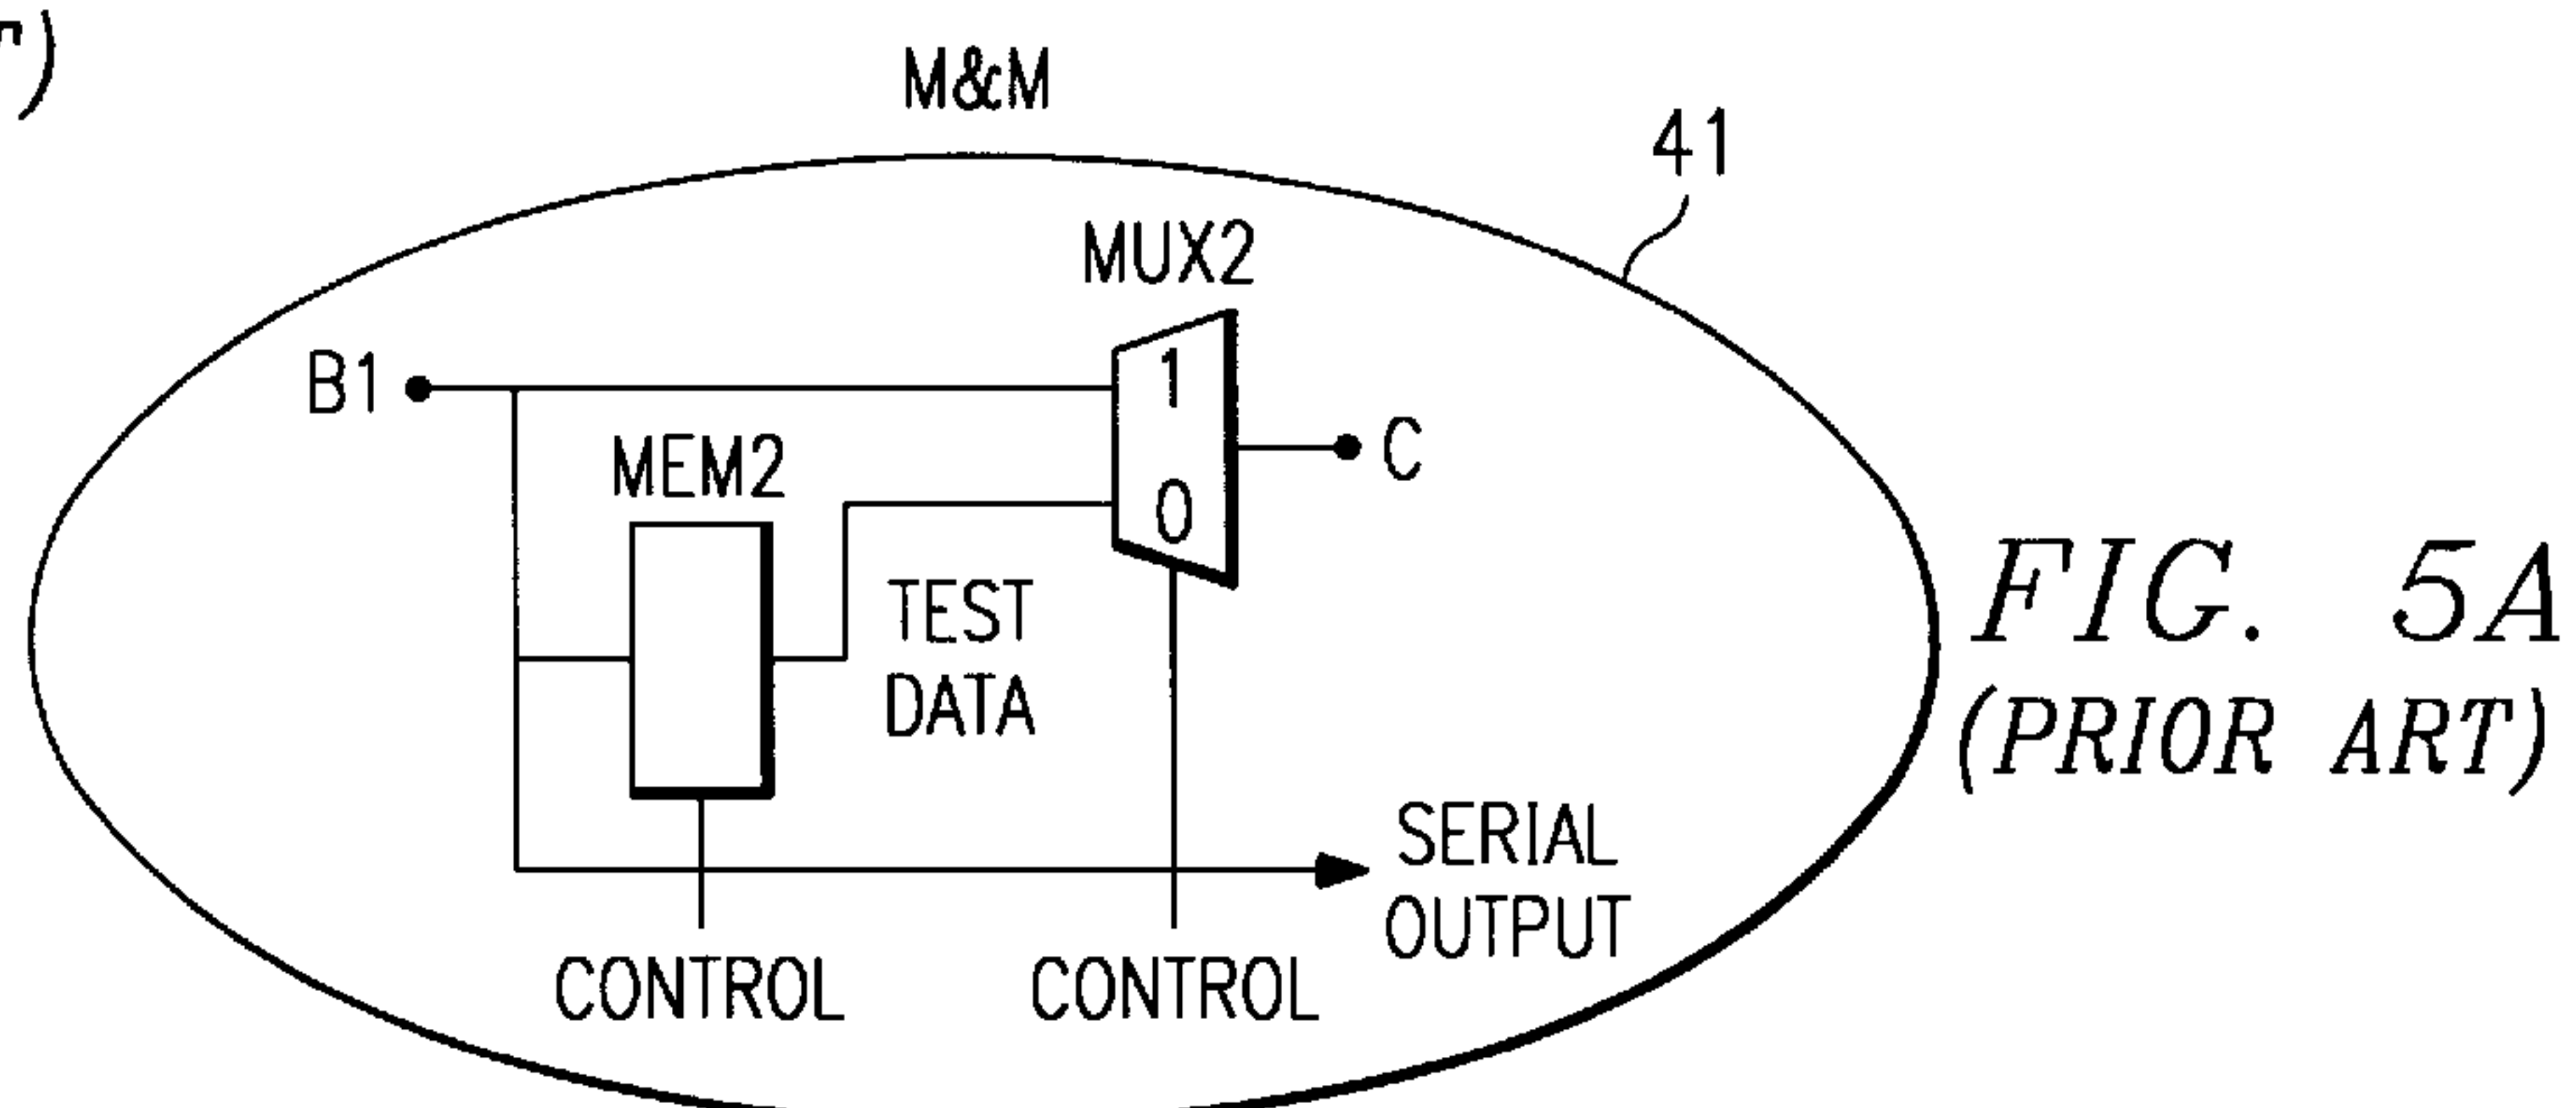 M&M
41
MUX2
B1
1
MEM2
C
0
TEST
DATA
FIG. 5A
(PRIOR ART)
SERIAL
OUTPUT
CONTROL
CONTROL